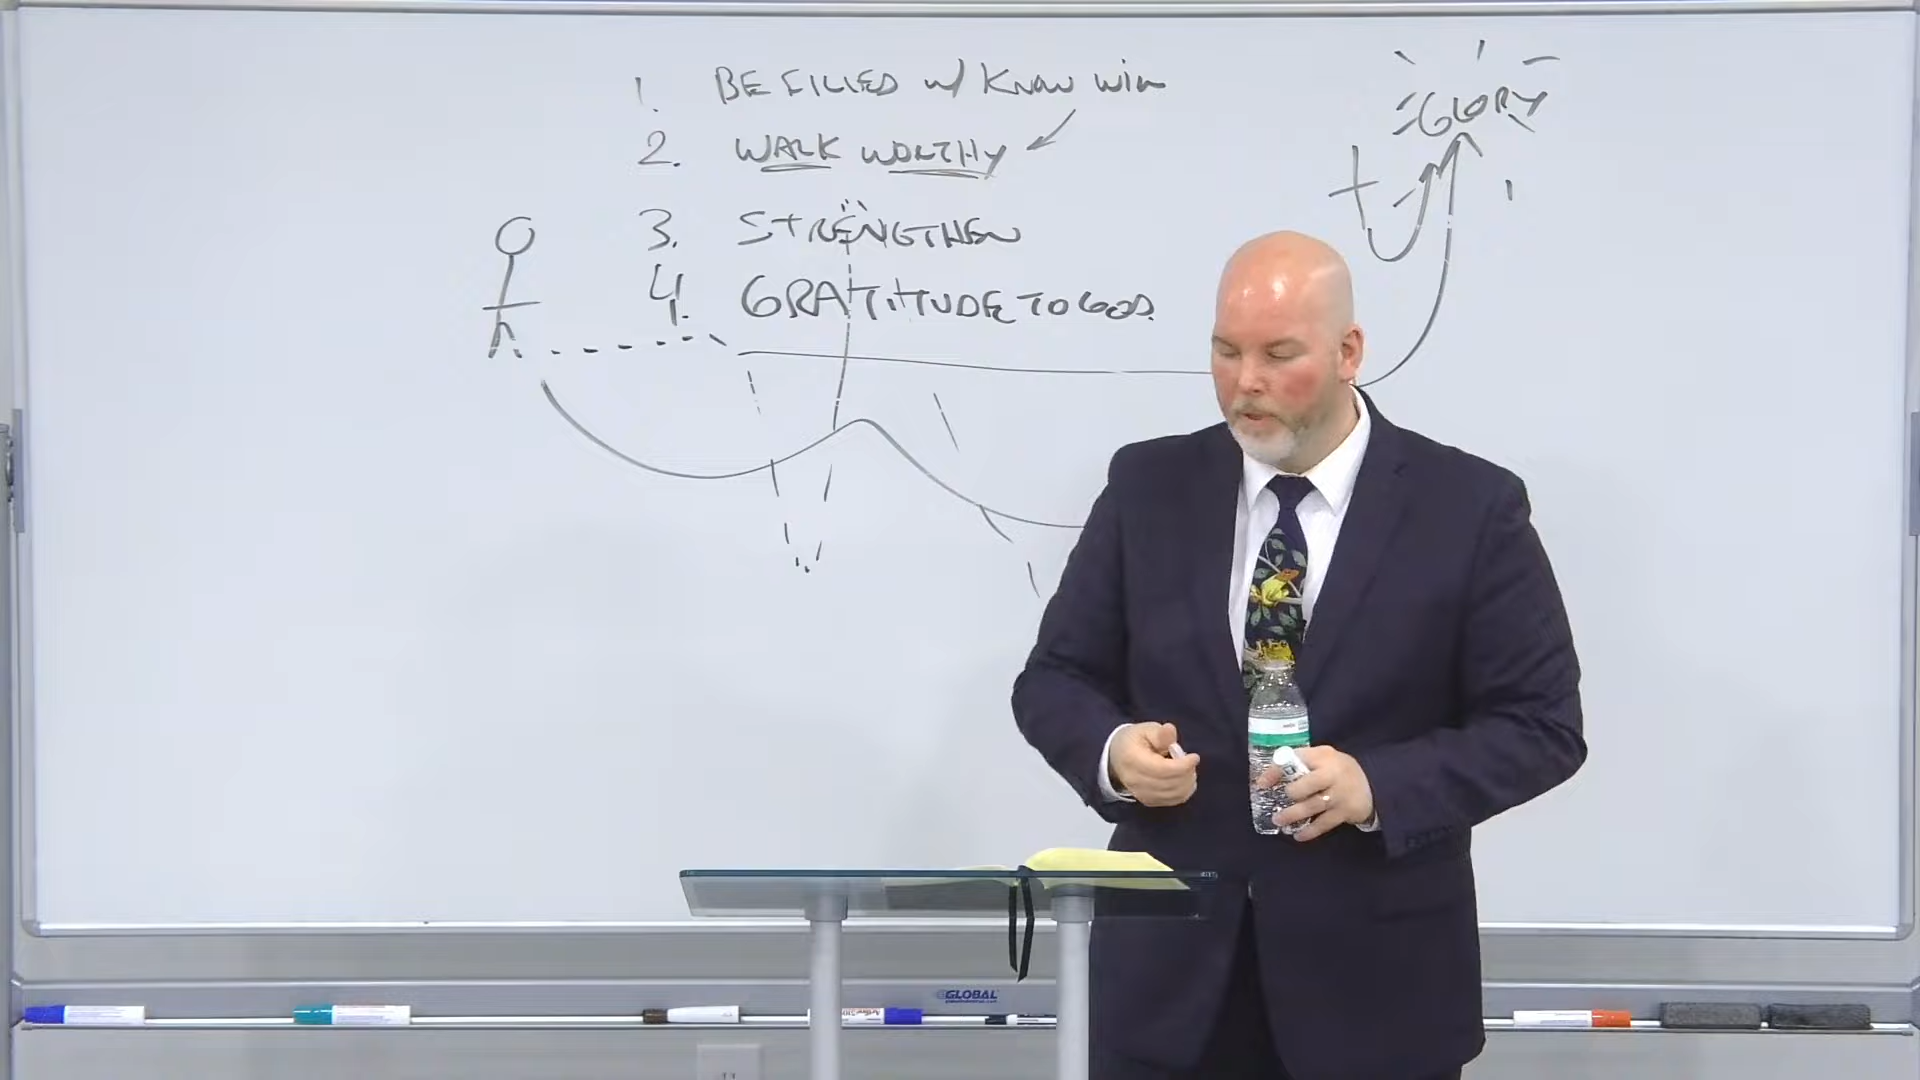 1. BE FILLED w/ KNOW WILL
2. WALK WORTHY
3. STRENGTHEN
4. GRATITUDE TO GOD.
GLORY
GLOBAL